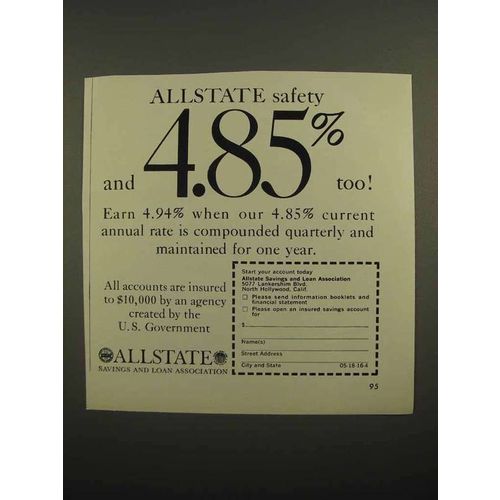 ALLSTATE safety
and 4.85% too!
Earn 4.94% when our 4.85% current
annual rate is compounded quarterly and
maintained for one year.
All accounts are insured
to $10,000 by an agency
created by the
U.S. Government
ALLSTATE
SAVINGS AND LOAN ASSOCIATION
Start your account today
Allstate Savings and Loan Association
5077 Lankershim Blvd.
North Hollywood, Calif.
Please send information booklets and
financial statement
Please open an insured savings account
for
$
Name(s)
Street Address
City and State 05-18-16-4
95